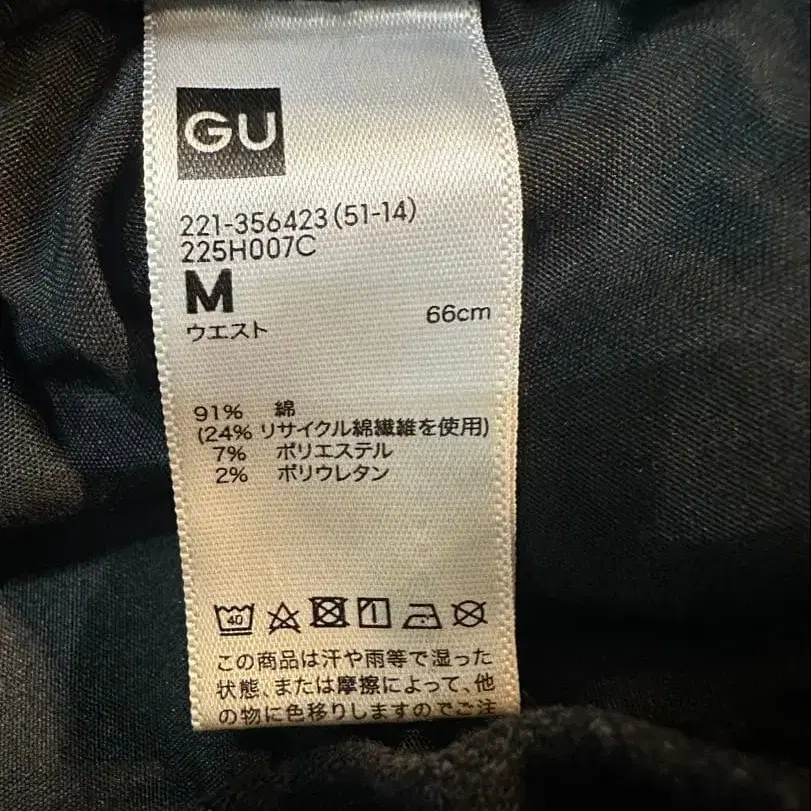 GU
221-356423(51-14)
225H007C
M
ウエスト 66cm
91% 綿
(24% リサイクル綿繊維を使用)
7% ポリエステル
2% ポリウレタン
40
この商品は汗や雨等で湿った
状態、または摩擦によって、他
の物に色移りしますのでご注